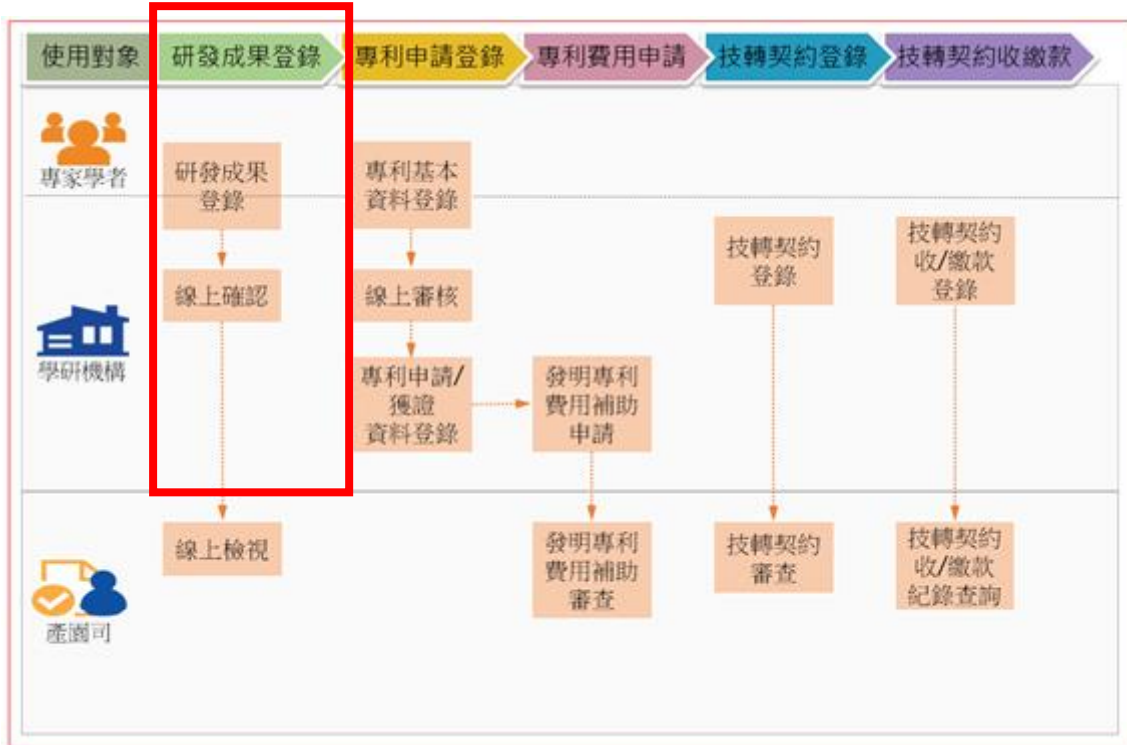 使用對象
研發成果登錄
專利申請登錄
專利費用申請
技轉契約登錄
技轉契約收繳款
專家學者
研發成果
登錄
專利基本
資料登錄
學研機構
線上確認
線上審核
專利申請/
獲證
資料登錄
發明專利
費用補助
申請
技轉契約
登錄
技轉契約
收/繳款
登錄
產園司
線上檢視
發明專利
費用補助
審查
技轉契約
審查
技轉契約
收/繳款
紀錄查詢